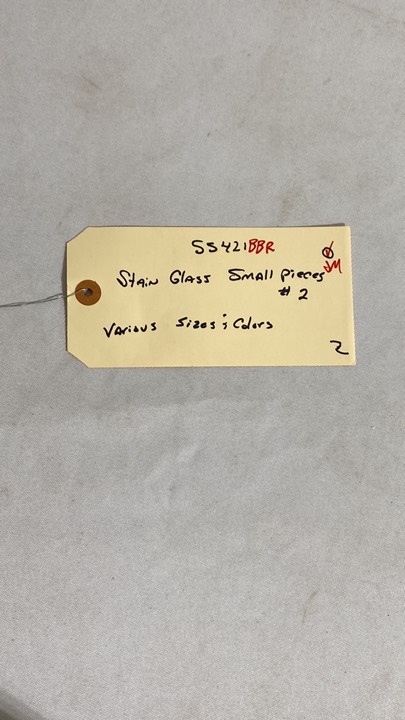 SS421BBR
Stain Glass Small Pieces
# 2
Various Sizes & Colors
2